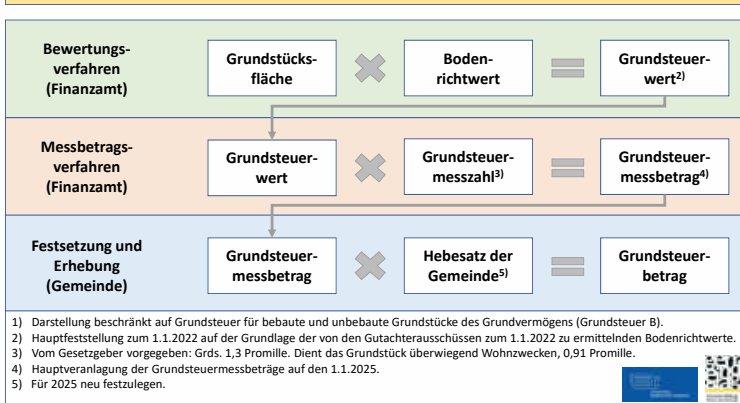 Bewertungs-
verfahren
(Finanzamt)
Grundstücks-
fläche
Boden-
richtwert
Grundsteuer-
wert2)
Messbetrags-
verfahren
(Finanzamt)
Grundsteuer-
wert
Grundsteuer-
messzahl3)
Grundsteuer-
messbetrag4)
Festsetzung und
Erhebung
(Gemeinde)
Grundsteuer-
messbetrag
Hebesatz der
Gemeinde5)
Grundsteuer-
betrag
1) Darstellung beschränkt auf Grundsteuer für bebaute und unbebaute Grundstücke des Grundvermögens (Grundsteuer B).
2) Hauptfeststellung zum 1.1.2022 auf der Grundlage der von den Gutachterausschüssen zum 1.1.2022 zu ermittelnden Bodenrichtwerte.
3) Vom Gesetzgeber vorgegeben: Grds. 1,3 Promille. Dient das Grundstück überwiegend Wohnzwecken, 0,91 Promille.
4) Hauptveranlagung der Grundsteuermessbeträge auf den 1.1.2025.
5) Für 2025 neu festzulegen.